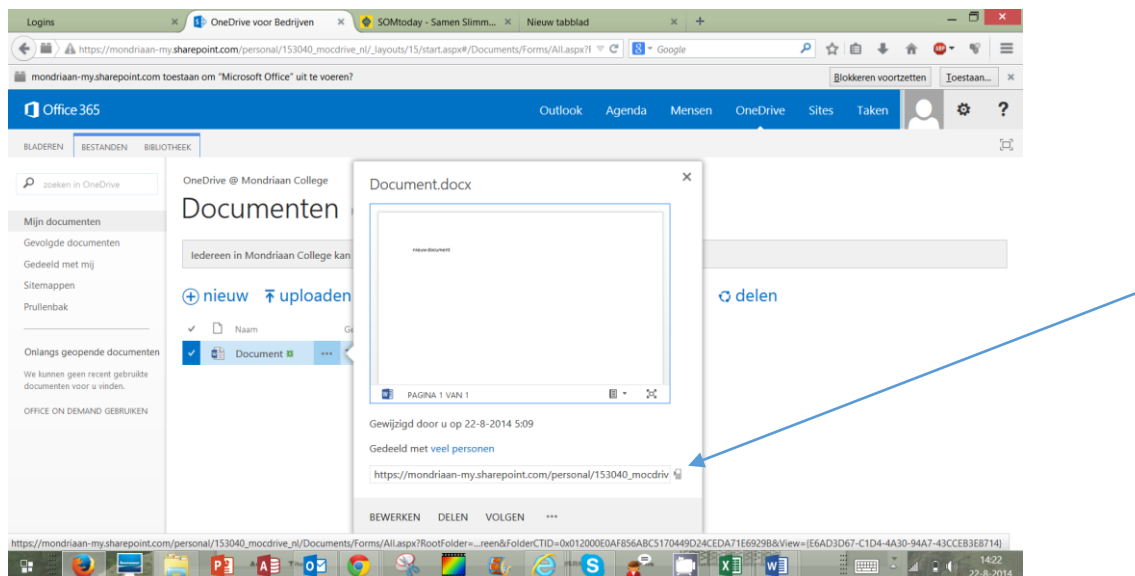 Logins
OneDrive voor Bedrijven
SOMtoday - Samen Slimm...
Nieuw tabblad
https://mondriaan-my.sharepoint.com/personal/153040_mocdrive_nl/_layouts/15/start.aspx#/Documents/Forms/All.aspx?
Google
mondriaan-my.sharepoint.com toestaan om "Microsoft Office" uit te voeren?
Blokkeren voortzetten
Toestaan...
Office 365
Outlook Agenda Mensen OneDrive Sites Taken ?
BLADEREN BESTANDEN BIBLIOTHEEK
zoeken in OneDrive
Mijn documenten
Gevolgde documenten
Gedeeld met mij
Sitemappen
Prullenbak
Onlangs geopende documenten
We kunnen geen recent gebruikte
documenten voor u vinden.
OFFICE ON DEMAND GEBRUIKEN
OneDrive @ Mondriaan College
Documenten
Iedereen in Mondriaan College kan
nieuw uploaden
delen
Naam
Document
Document.docx
nieuw document
PAGINA 1 VAN 1
Gewijzigd door u op 22-8-2014 5:09
Gedeeld met veel personen
https://mondriaan-my.sharepoint.com/personal/153040_mocdriv
BEWERKEN DELEN VOLGEN ...
https://mondriaan-my.sharepoint.com/personal/153040_mocdrive_nl/Documents/Forms/All.aspx?RootFolder=...reen&FolderCTID=0x012000E0AF856ABC5170449D24CEDA71E6929B&View={E6AD3D67-C1D4-4A30-94A7-43CCEB3E8714}
14:22
22-8-2014